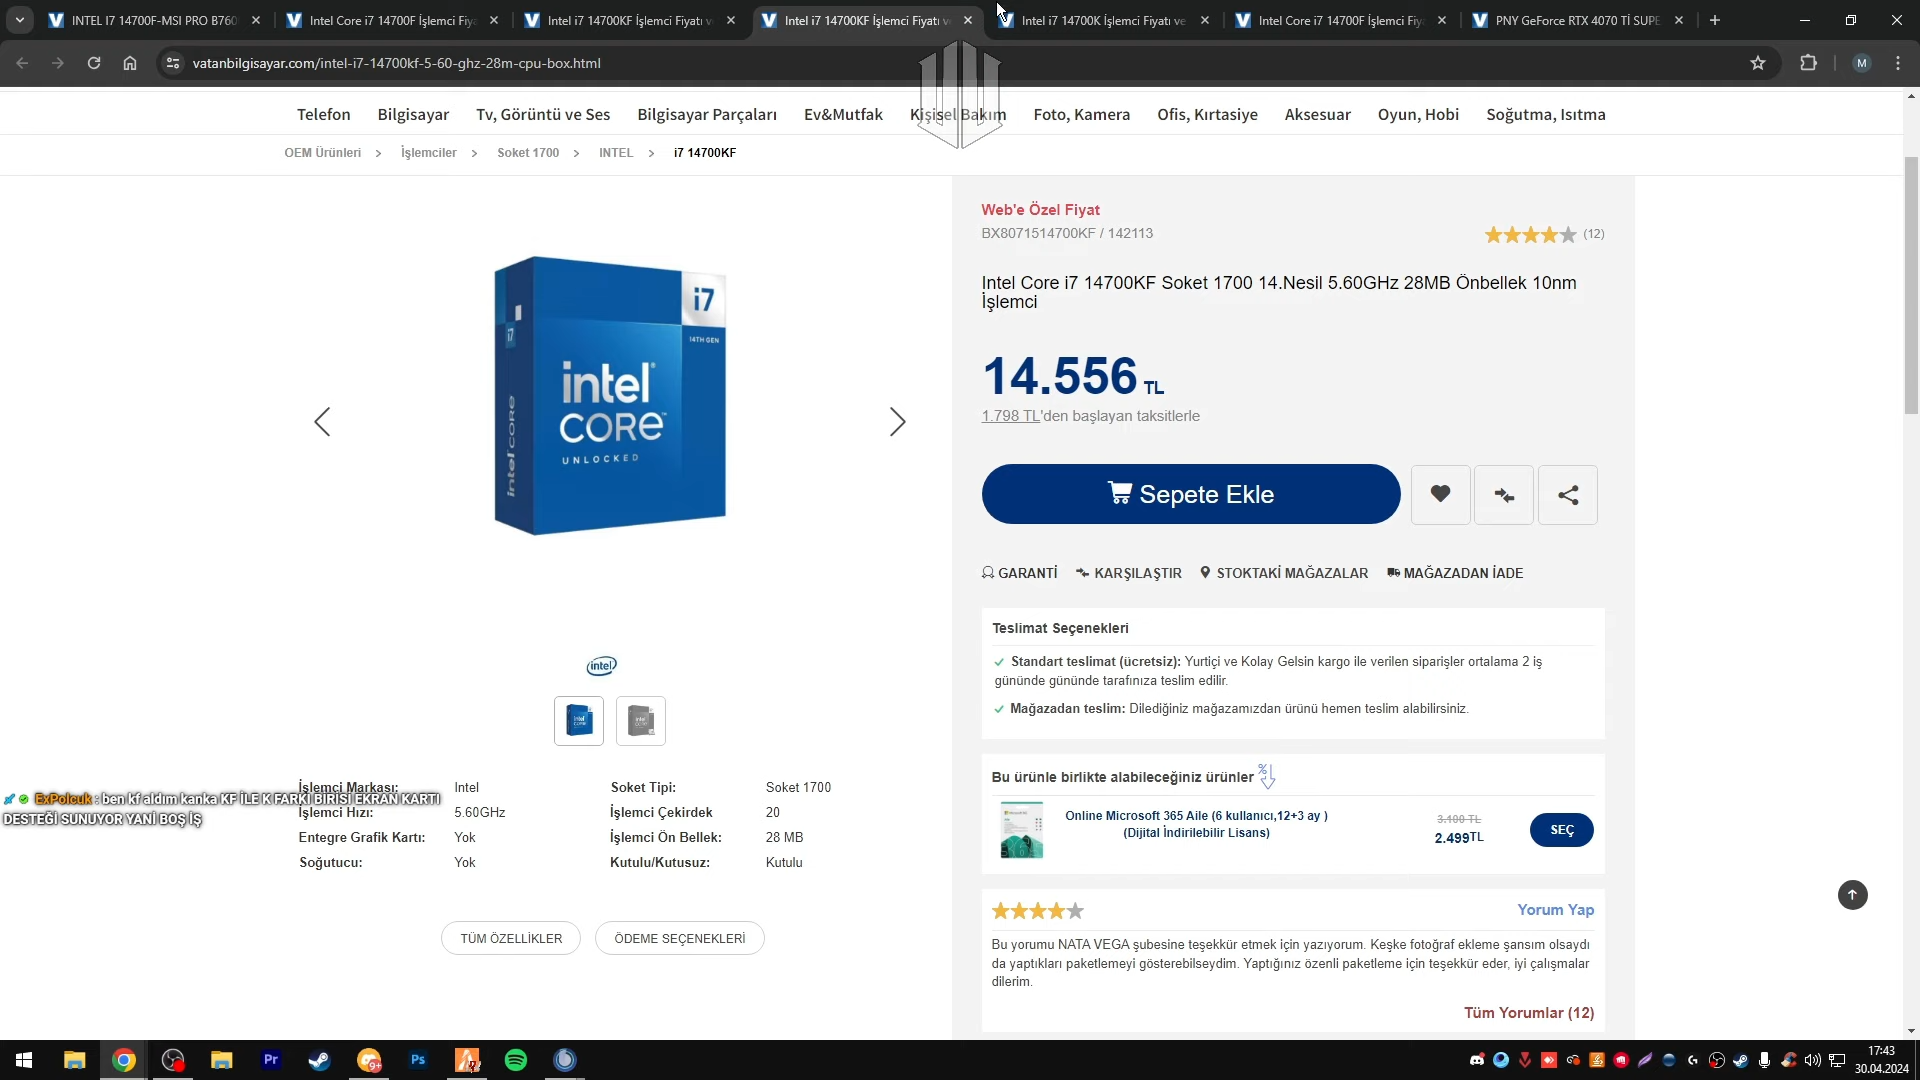 INTEL I7 14700F-MSI PRO B760
Intel Core i7 14700F İşlemci Fiya
Intel i7 14700KF İşlemci Fiyatı v
Intel i7 14700KF İşlemci Fiyatı v
Intel i7 14700K İşlemci Fiyatı ve
Intel Core i7 14700F İşlemci Fiya
PNY GeForce RTX 4070 Tİ SUPE
vatanbilgisayar.com/intel-i7-14700kf-5-60-ghz-28m-cpu-box.html
M
Telefon Bilgisayar Tv, Görüntü ve Ses Bilgisayar Parçaları Ev&Mutfak Kişisel Bakım Foto, Kamera Ofis, Kırtasiye Aksesuar Oyun, Hobi Soğutma, Isıtma
OEM Ürünleri > İşlemciler > Soket 1700 > INTEL > i7 14700KF
Web'e Özel Fiyat
BX8071514700KF / 142113
(12)
Intel Core i7 14700KF Soket 1700 14.Nesil 5.60GHz 28MB Önbellek 10nm
İşlemci
14.556 TL
1.798 TL'den başlayan taksitlerle
Sepete Ekle
i7
14TH GEN
i7
intel
CORE
UNLOCKED
intel CORE
GARANTİ KARŞILAŞTIR STOKTAKİ MAĞAZALAR MAĞAZADAN İADE
Teslimat Seçenekleri
Standart teslimat (ücretsiz): Yurtiçi ve Kolay Gelsin kargo ile verilen siparişler ortalama 2 iş
gününde gününde tarafınıza teslim edilir.
Mağazadan teslim: Dilediğiniz mağazamızdan ürünü hemen teslim alabilirsiniz.
intel
Bu ürünle birlikte alabileceğiniz ürünler %
Online Microsoft 365 Aile (6 kullanıcı,12+3 ay )
(Dijital İndirilebilir Lisans)
3.100 TL
2.499TL
SEÇ
İşlemci Markası: Intel Soket Tipi: Soket 1700
İşlemci Hızı: 5.60GHz İşlemci Çekirdek 20
Entegre Grafik Kartı: Yok İşlemci Ön Bellek: 28 MB
Soğutucu: Yok Kutulu/Kutusuz: Kutulu
ExPolcuk : ben kf aldım kanka KF İLE K FARKI BİRİSİ EKRAN KARTI
DESTEĞİ SUNUYOR YANİ BOŞ İŞ
TÜM ÖZELLİKLER
ÖDEME SEÇENEKLERİ
Yorum Yap
Bu yorumu NATA VEGA şubesine teşekkür etmek için yazıyorum. Keşke fotoğraf ekleme şansım olsaydı
da yaptıkları paketlemeyi gösterebilseydim. Yaptığınız özenli paketleme için teşekkür eder, iyi çalışmalar
dilerim.
Tüm Yorumlar (12)
Pr
9+
Ps
17:43
30.04.2024